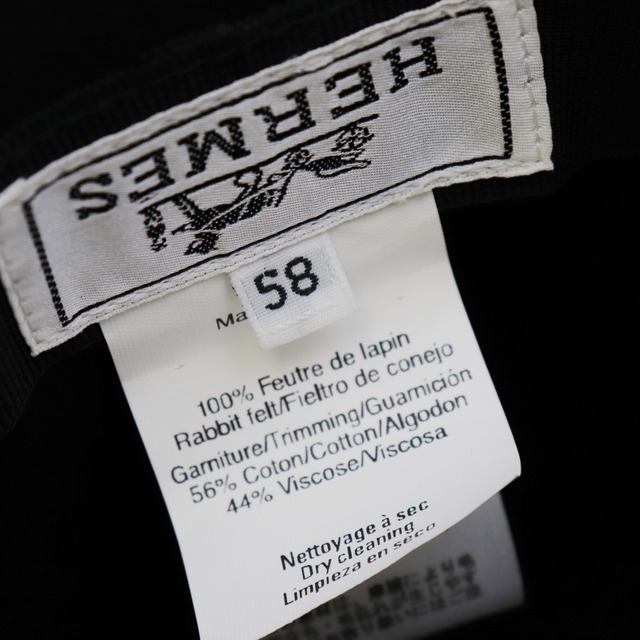 HERMES
58
Ma
100% Feutre de lapin
Rabbit felt/Fieltro de conejo
Garniture/Trimming/Guarnición
56% Coton/Cotton/Algodon
44% Viscose/Viscosa
Nettoyage à sec
Dry cleaning
Limpieza en séco